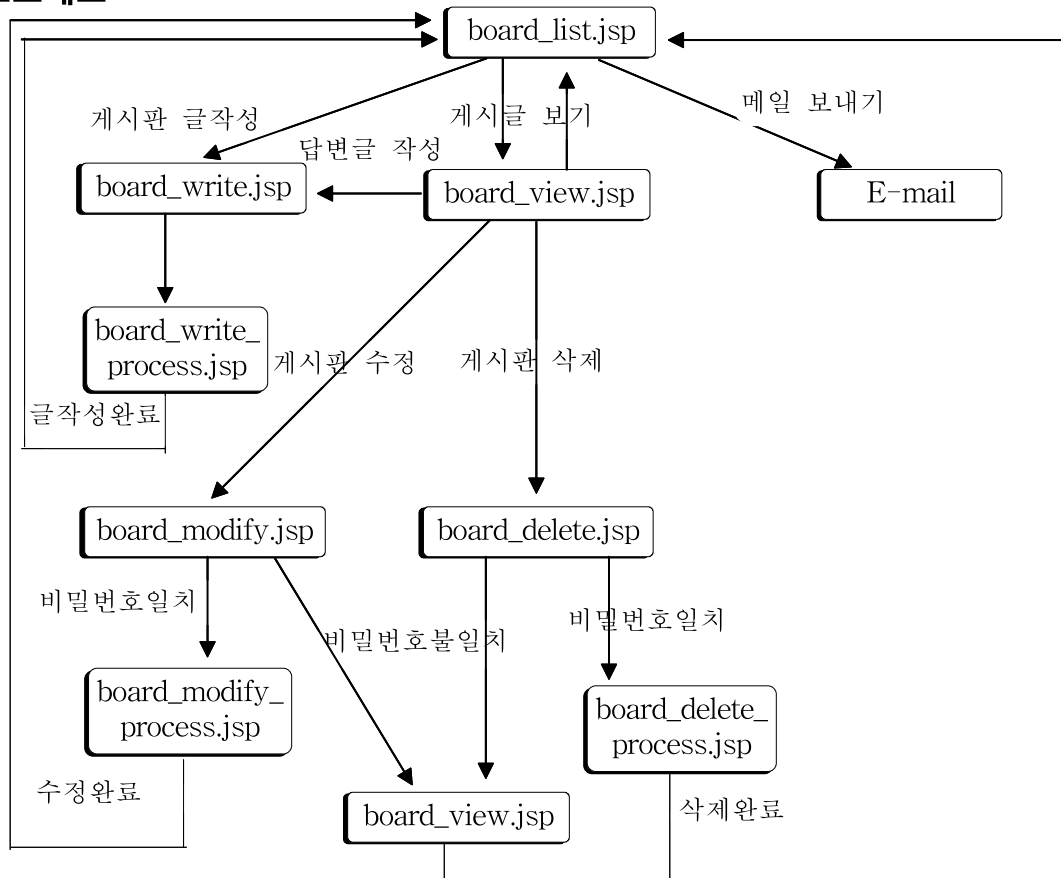 board_list.jsp
메일 보내기
게시판 글작성
게시글 보기
답변글 작성
board_write.jsp
board_view.jsp
E-mail
board_write_
process.jsp
게시판 수정
게시판 삭제
글작성완료
board_modify.jsp
board_delete.jsp
비밀번호일치
비밀번호불일치
비밀번호일치
board_modify_
process.jsp
board_delete_
process.jsp
수정완료
board_view.jsp
삭제완료